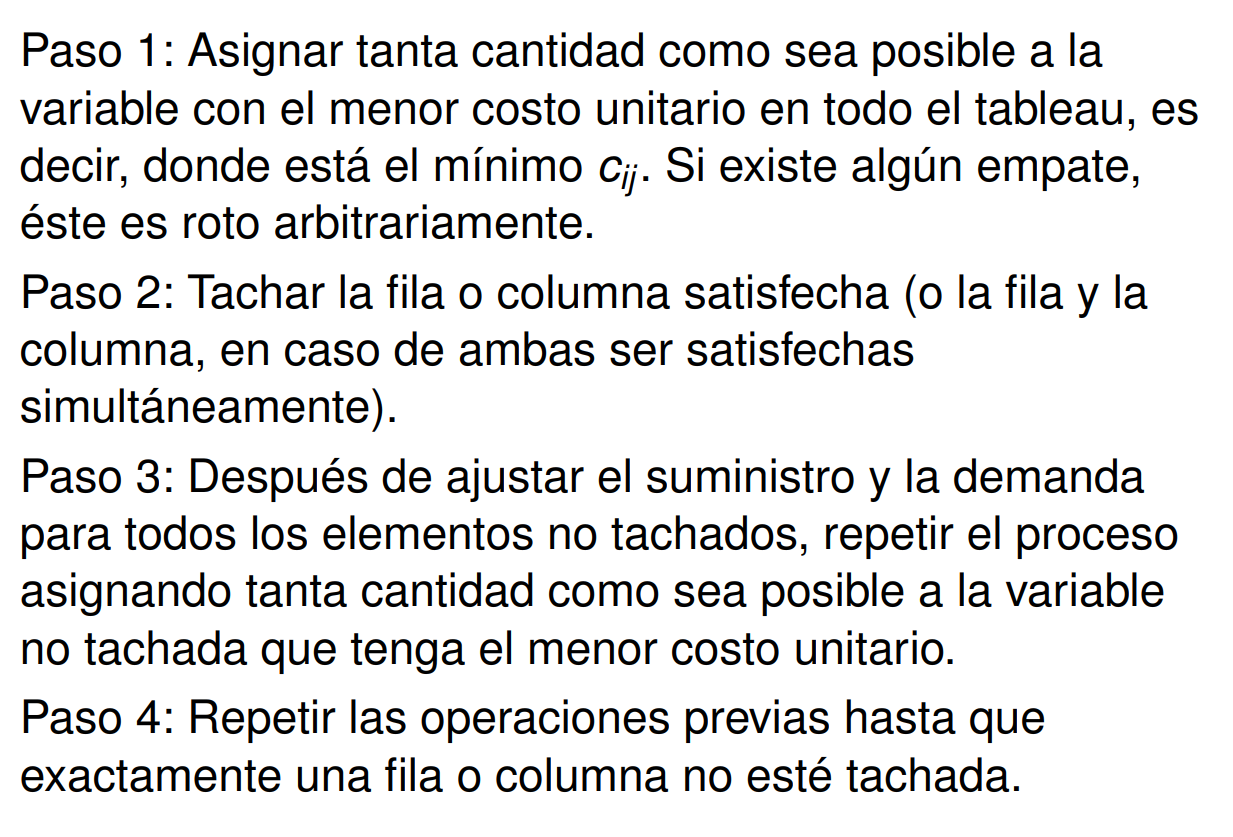 Paso 1: Asignar tanta cantidad como sea posible a la
variable con el menor costo unitario en todo el tableau, es
decir, donde está el mínimo c_{ij}. Si existe algún empate,
éste es roto arbitrariamente.
Paso 2: Tachar la fila o columna satisfecha (o la fila y la
columna, en caso de ambas ser satisfechas
simultáneamente).
Paso 3: Después de ajustar el suministro y la demanda
para todos los elementos no tachados, repetir el proceso
asignando tanta cantidad como sea posible a la variable
no tachada que tenga el menor costo unitario.
Paso 4: Repetir las operaciones previas hasta que
exactamente una fila o columna no esté tachada.